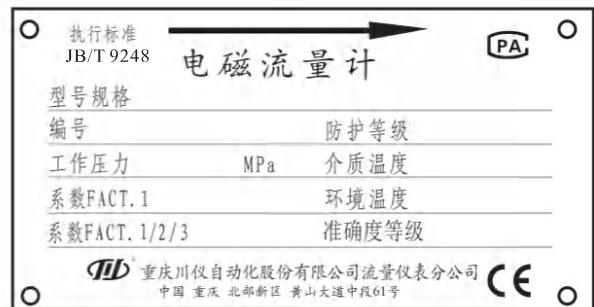 执行标准
JB/T 9248
PA
电磁流量计
型号规格
编号 防护等级
工作压力 MPa 介质温度
系数FACT.1 环境温度
系数FACT.1/2/3 准确度等级
重庆川仪自动化股份有限公司流量仪表分公司 CE
中国 重庆 北部新区 黄山大道中段61号